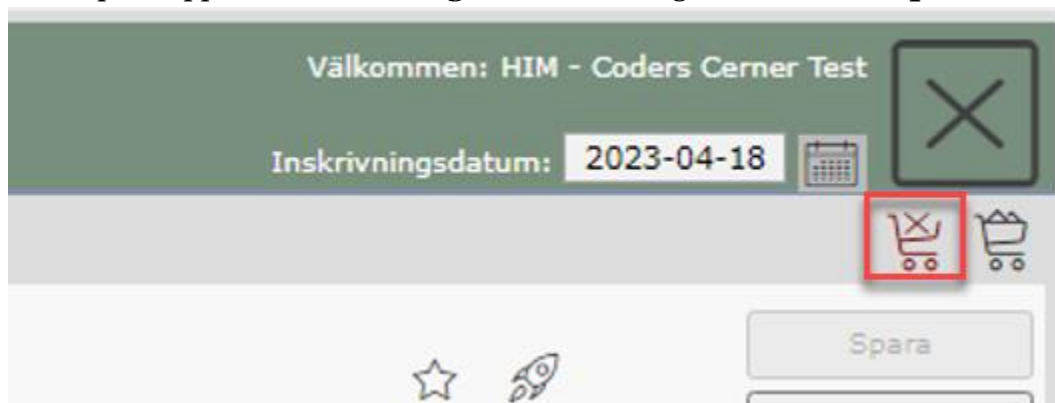 Välkommen: HIM - Coders Cerner Test
Inskrivningsdatum: 2023-04-18
Spara